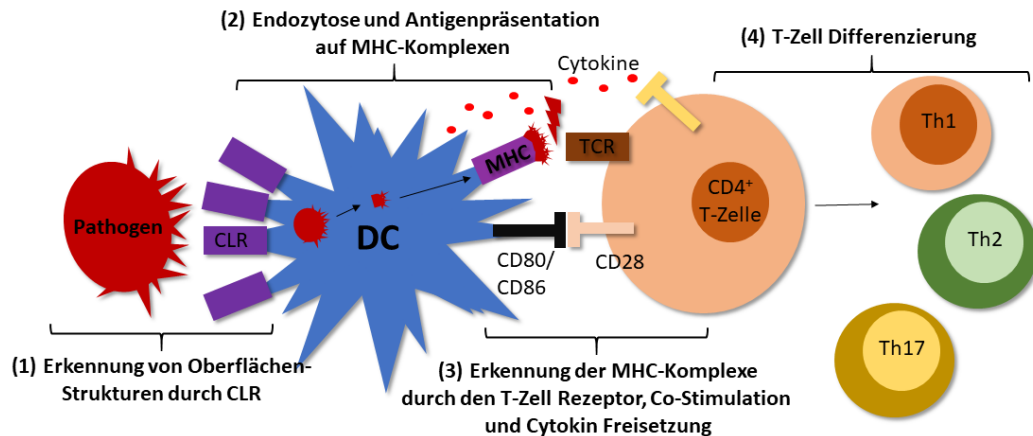 (2) Endozytose und Antigenpräsentation
auf MHC-Komplexen
(4) T-Zell Differenzierung
Cytokine
Th1
MHC
TCR
CD4⁺
T-Zelle
Pathogen
CLR
DC
Th2
CD80/
CD86
CD28
Th17
(1) Erkennung von Oberflächen-
Strukturen durch CLR
(3) Erkennung der MHC-Komplexe
durch den T-Zell Rezeptor, Co-Stimulation
und Cytokin Freisetzung